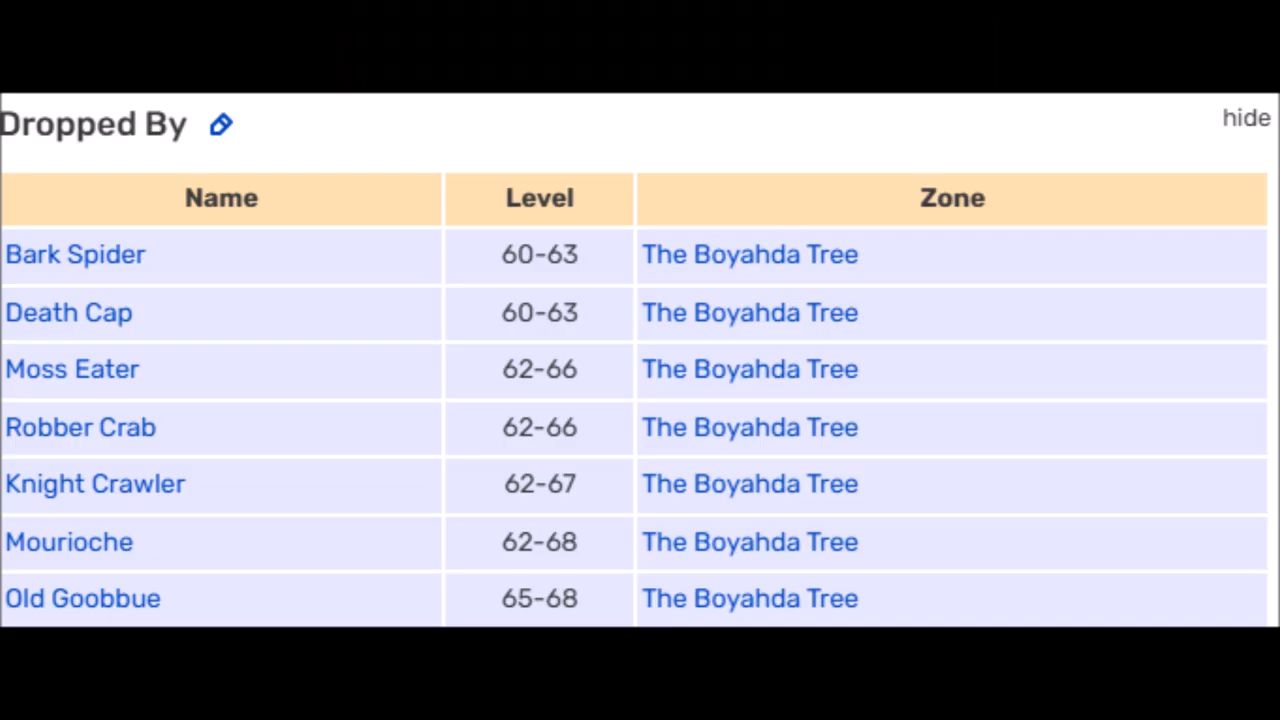 Dropped By
hide
Name Level Zone
Bark Spider 60-63 The Boyahda Tree
Death Cap 60-63 The Boyahda Tree
Moss Eater 62-66 The Boyahda Tree
Robber Crab 62-66 The Boyahda Tree
Knight Crawler 62-67 The Boyahda Tree
Mourioche 62-68 The Boyahda Tree
Old Goobbue 65-68 The Boyahda Tree